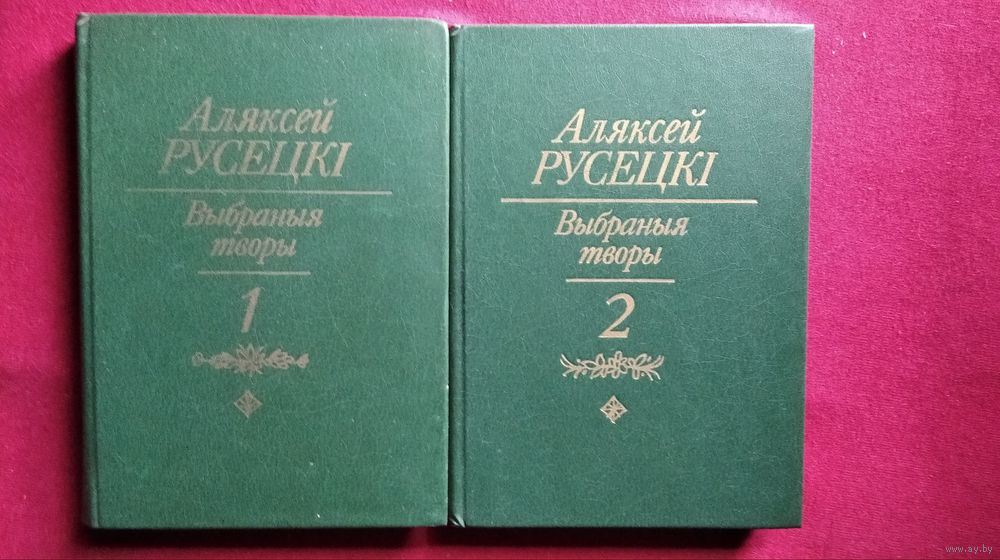 Аляксей
РУСЕЦКІ
Выбраныя
творы
1
Аляксей
РУСЕЦКІ
Выбраныя
творы
2
www.ay.by